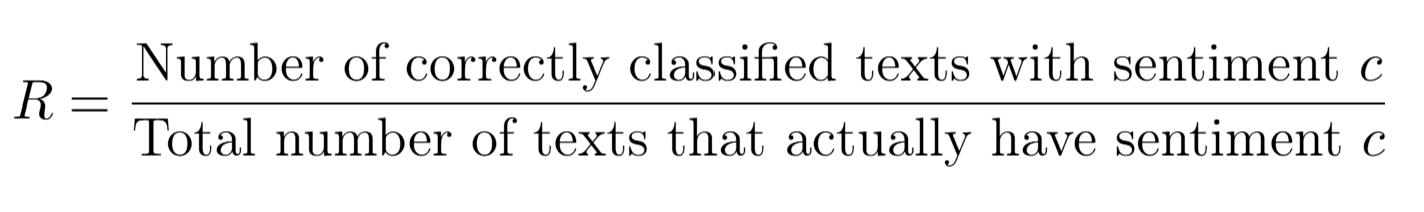 R = Number of correctly classified texts with sentiment c
Total number of texts that actually have sentiment c